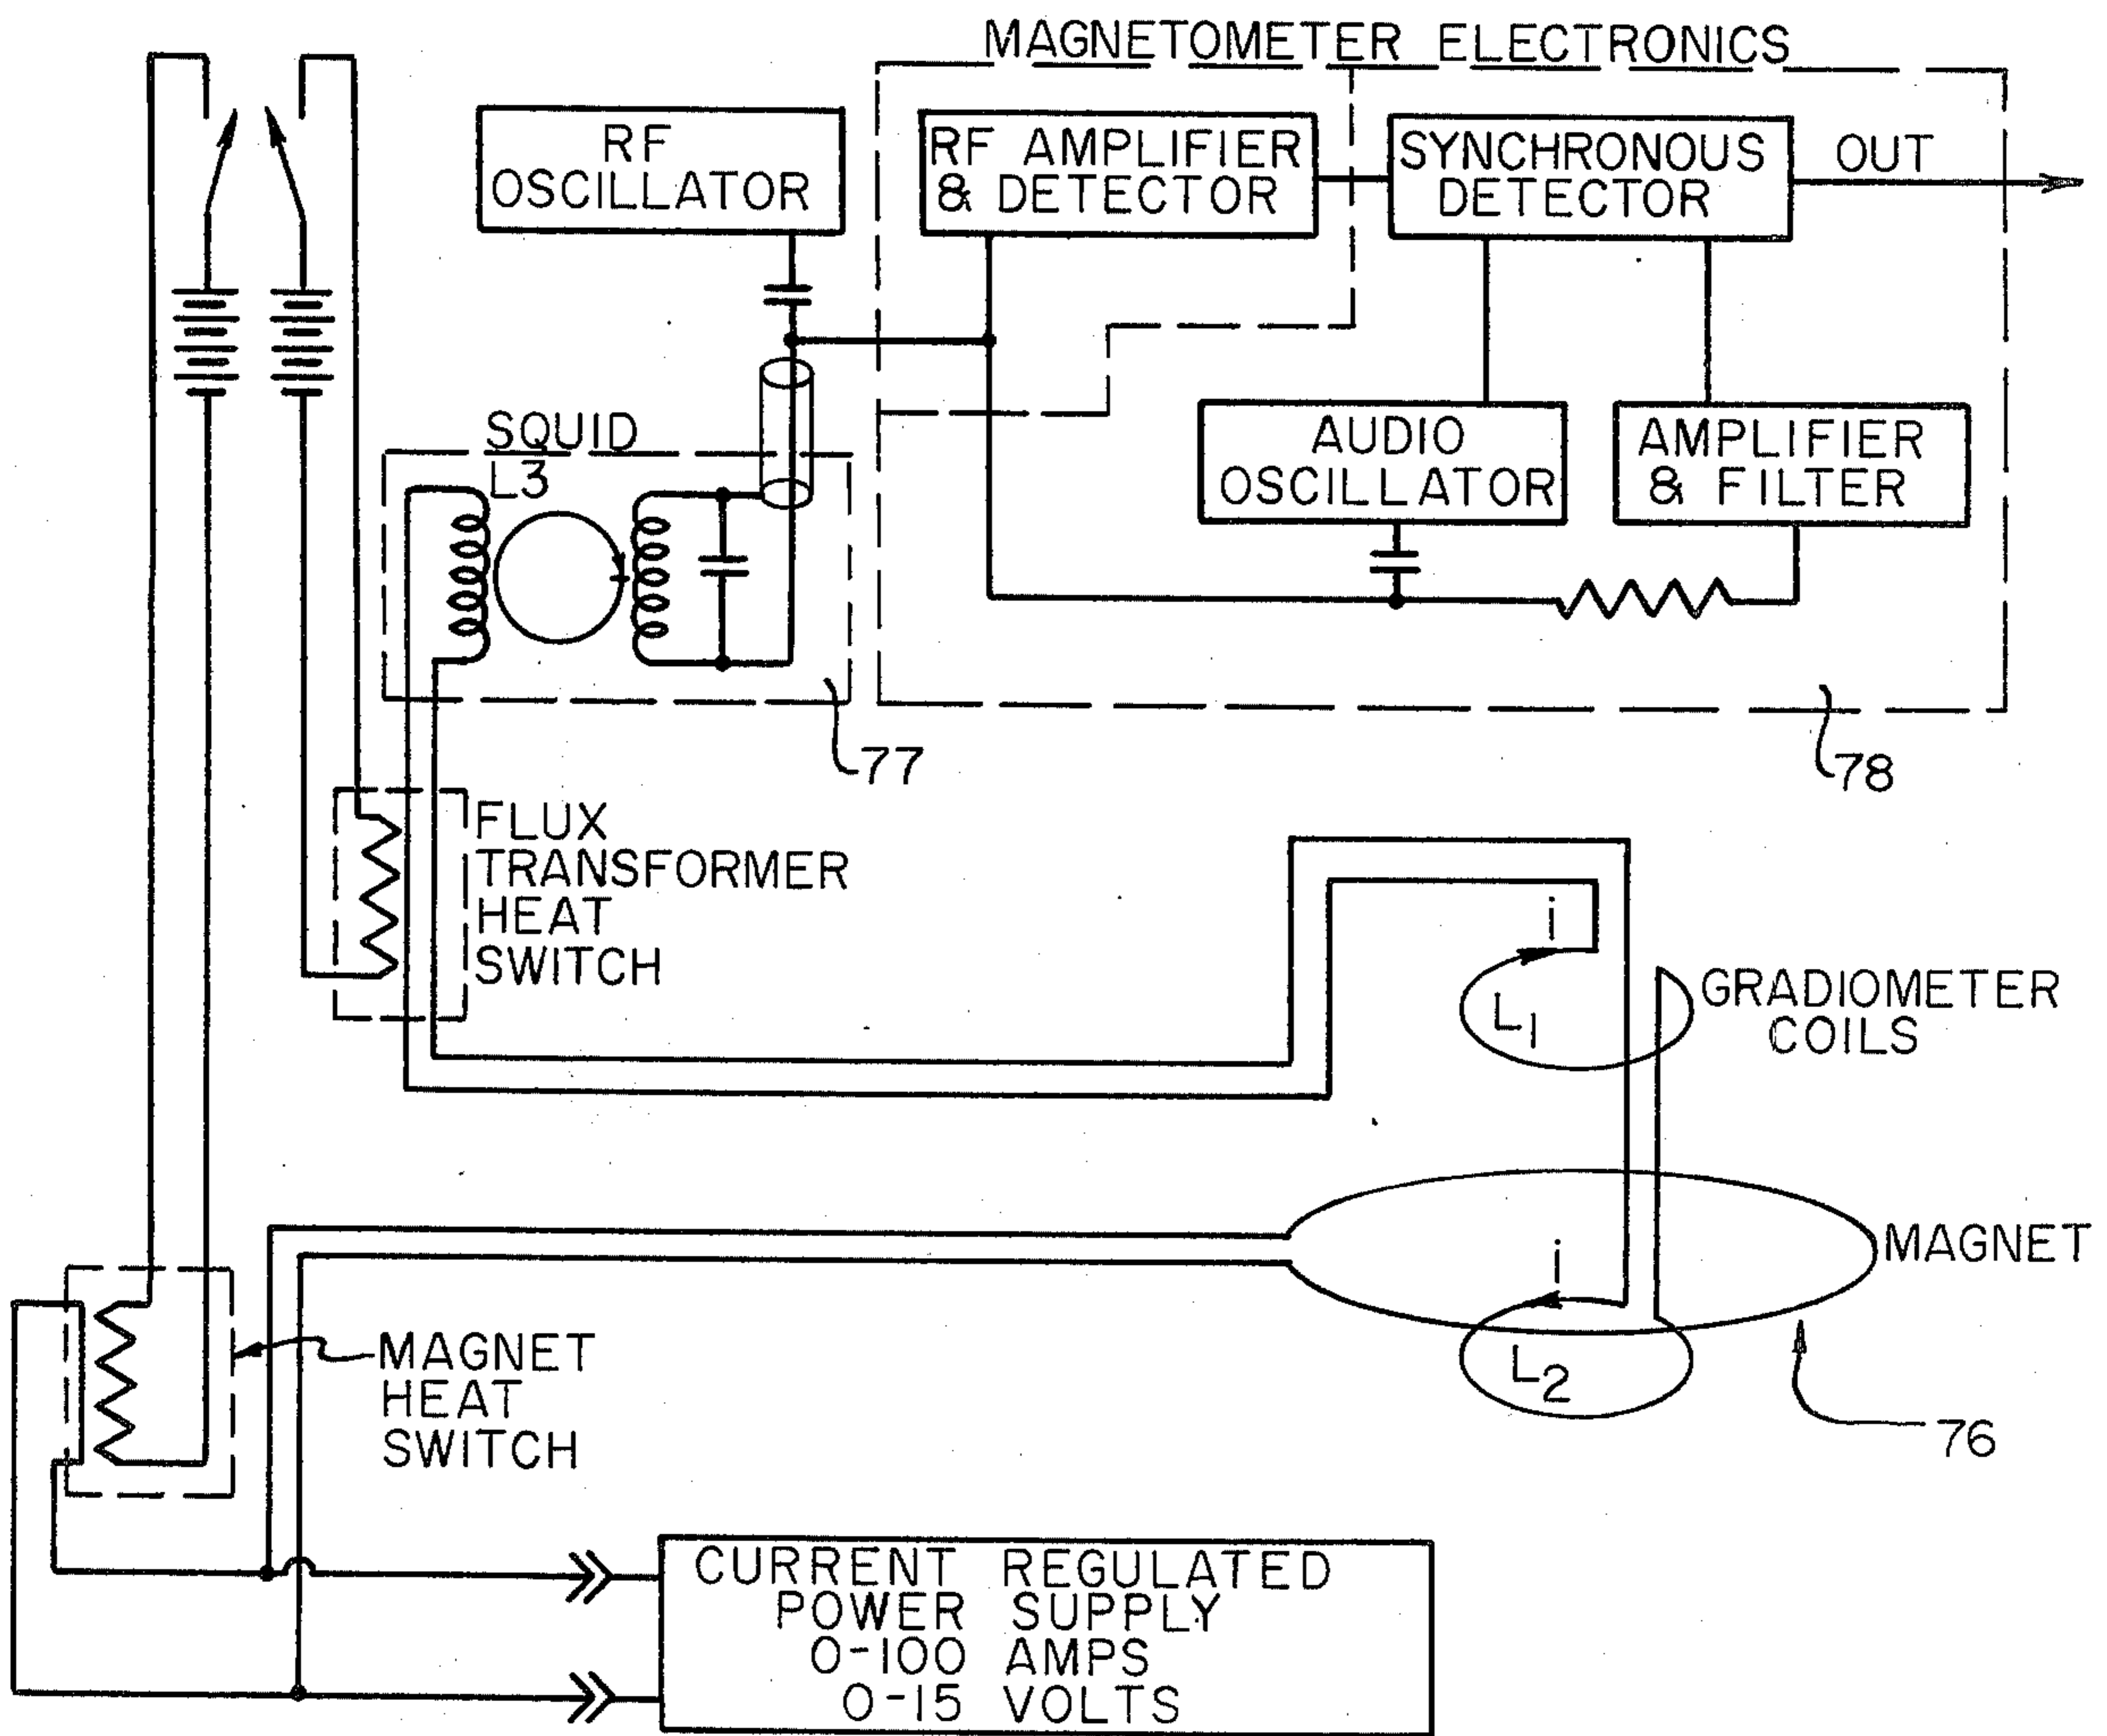 MAGNETOMETER ELECTRONICS
RF
OSCILLATOR
RF AMPLIFIER
& DETECTOR
SYNCHRONOUS
DETECTOR
OUT
SQUID
L3
AUDIO
OSCILLATOR
AMPLIFIER
& FILTER
77
78
FLUX
TRANSFORMER
HEAT
SWITCH
i
L1
GRADIOMETER
COILS
MAGNET
i
L2
76
MAGNET
HEAT
SWITCH
CURRENT REGULATED
POWER SUPPLY
0-100 AMPS
0-15 VOLTS